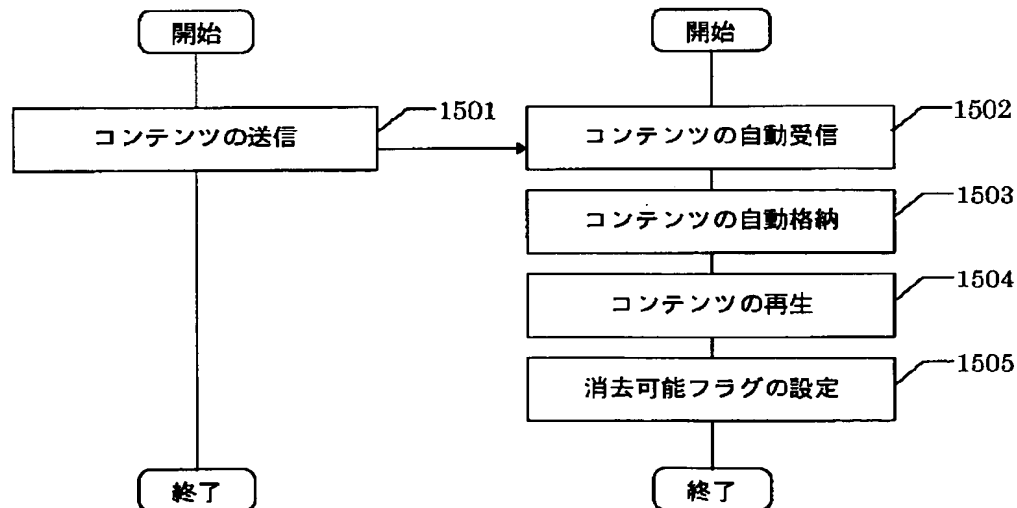 開始
コンテンツの送信
1501
終了
開始
コンテンツの自動受信
1502
コンテンツの自動格納
1503
コンテンツの再生
1504
消去可能フラグの設定
1505
終了